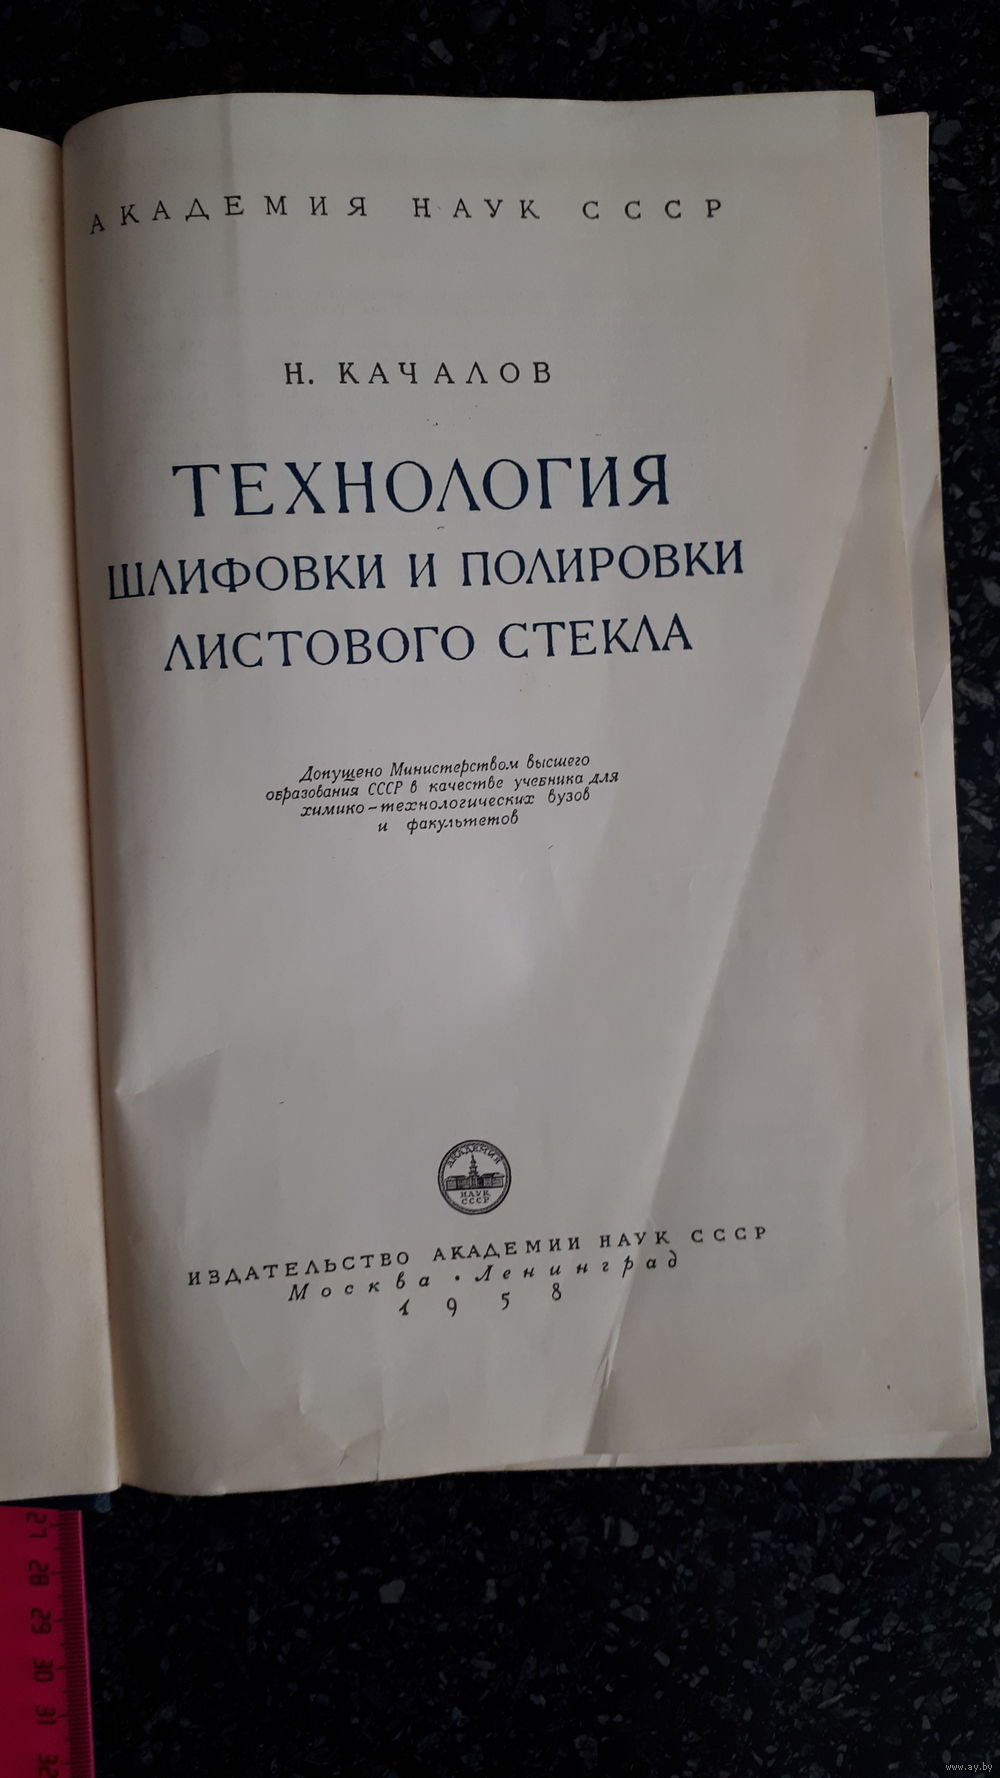 АКАДЕМИЯ НАУК СССР
Н. КАЧАЛОВ
ТЕХНОЛОГИЯ
ШЛИФОВКИ И ПОЛИРОВКИ
ЛИСТОВОГО СТЕКЛА
Допущено Министерством высшего
образования СССР в качестве учебника для
химико-технологических вузов
и факультетов
АКАДЕМИЯ
НАУК
СССР
ИЗДАТЕЛЬСТВО АКАДЕМИИ НАУК СССР
Москва · Ленинград
1958
27
28
29
30
31
32
www.ay.by